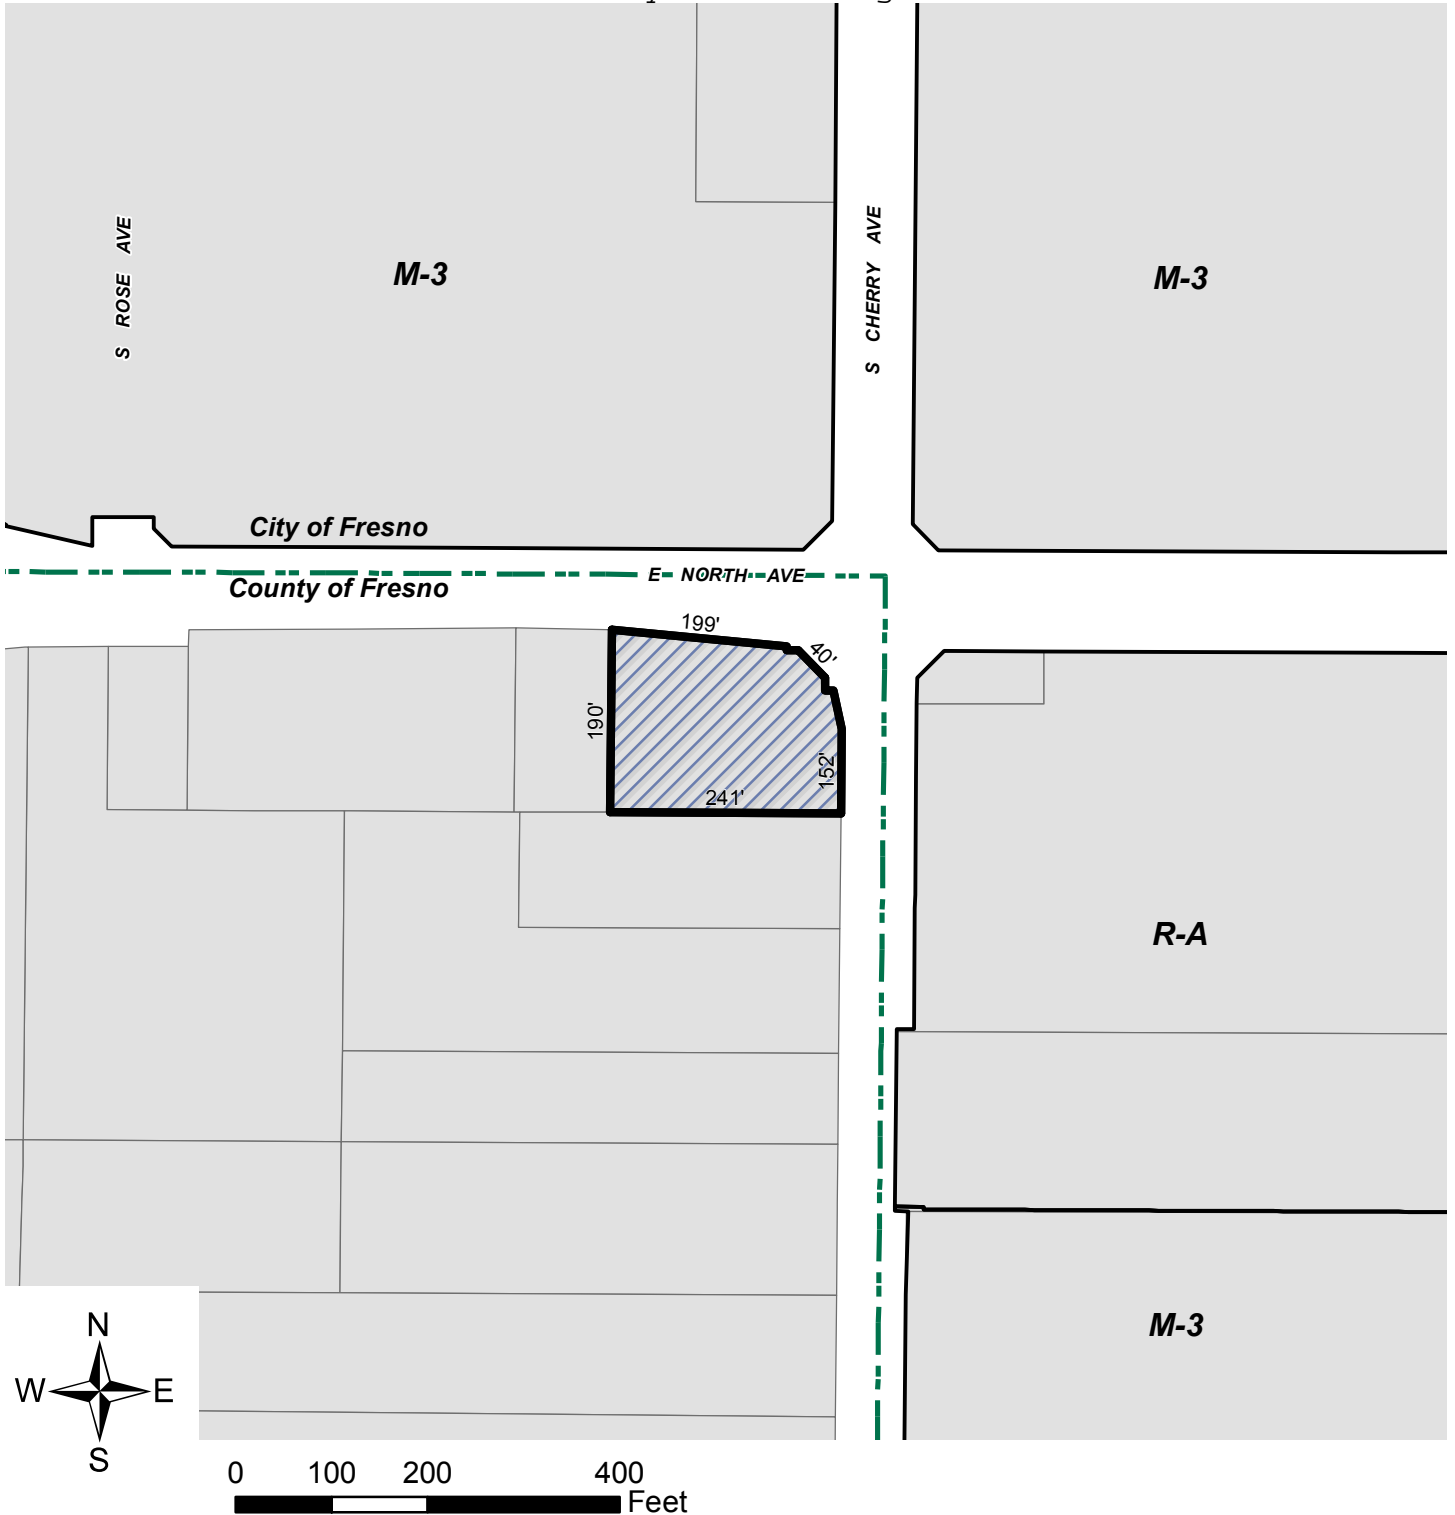 S ROSE AVE
M-3
S CHERRY AVE
M-3
City of Fresno
E NORTH AVE
County of Fresno
199'
40'
190'
152'
241'
R-A
M-3
N
W E
S
0 100 200 400
Feet